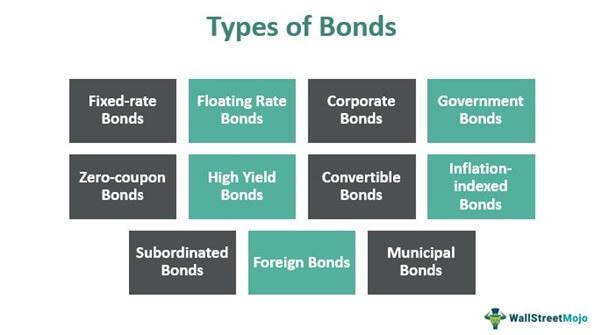 Types of Bonds
Fixed-rate
Bonds
Floating Rate
Bonds
Corporate
Bonds
Government
Bonds
Zero-coupon
Bonds
High Yield
Bonds
Convertible
Bonds
Inflation-
indexed
Bonds
Subordinated
Bonds
Foreign Bonds
Municipal
Bonds
WallStreetMojo